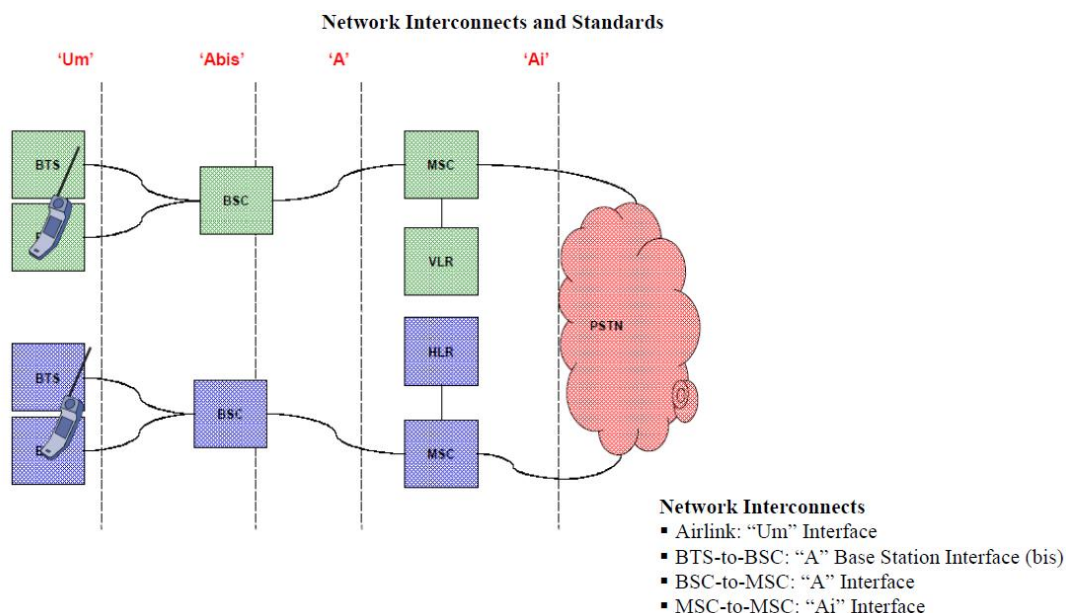 Network Interconnects and Standards
‘Um’ ‘Abis’ ‘A’ ‘Ai’
BTS
BSC
MSC
VLR
PSTN
HLR
BTS
BSC
MSC
Network Interconnects
▪ Airlink: “Um” Interface
▪ BTS-to-BSC: “A” Base Station Interface (bis)
▪ BSC-to-MSC: “A” Interface
▪ MSC-to-MSC: “Ai” Interface